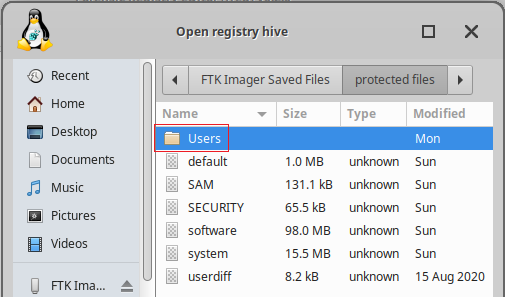 Open registry hive
Recent
Home
Desktop
Documents
Music
Pictures
Videos
FTK Ima...
FTK Imager Saved Files protected files
Name Size Type Modified
Users Mon
default 1.0 MB unknown Sun
SAM 131.1 kB unknown Sun
SECURITY 65.5 kB unknown Sun
software 98.0 MB unknown Sun
system 15.5 MB unknown Sun
userdiff 8.2 kB unknown 15 Aug 2020